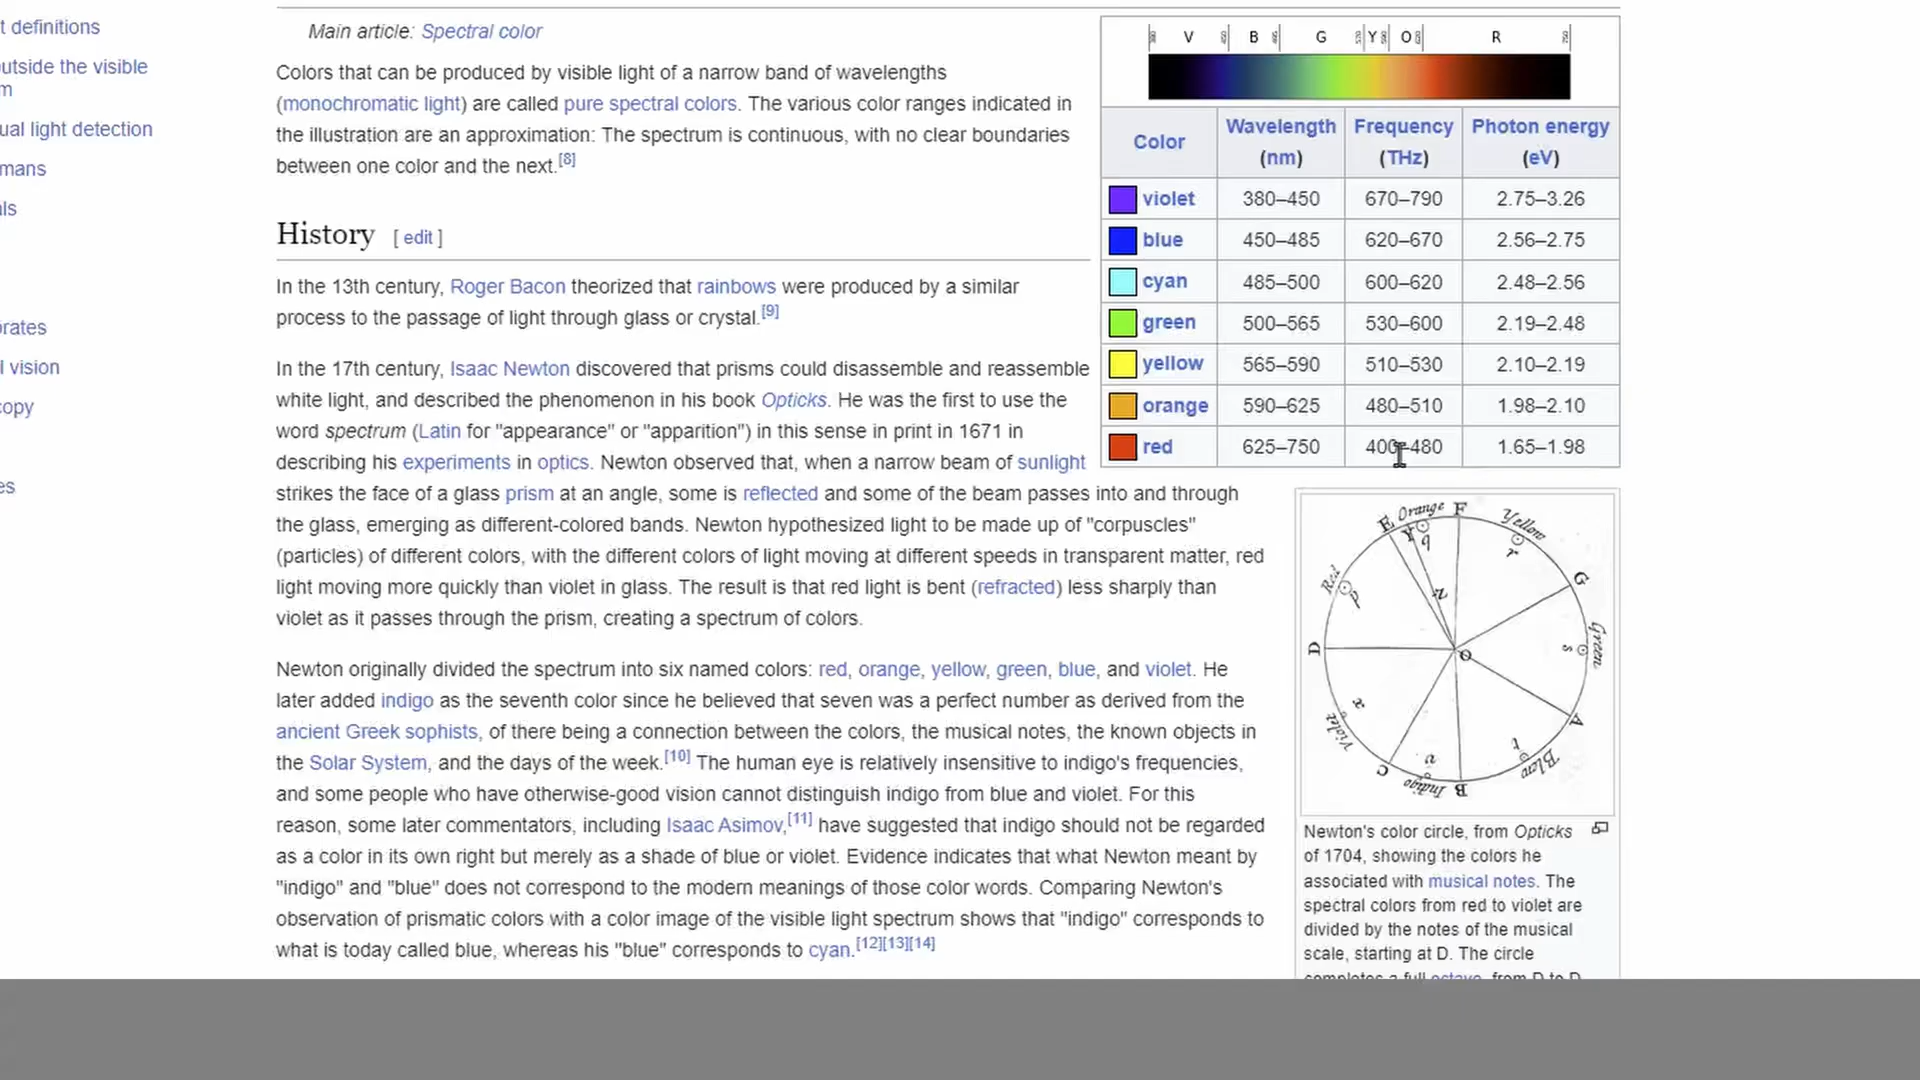 t definitions
utside the visible
m
ual light detection
mans
ls
rates
l vision
copy
es
Main article: Spectral color
Colors that can be produced by visible light of a narrow band of wavelengths
(monochromatic light) are called pure spectral colors. The various color ranges indicated in
the illustration are an approximation: The spectrum is continuous, with no clear boundaries
between one color and the next.[8]
History [ edit ]
In the 13th century, Roger Bacon theorized that rainbows were produced by a similar
process to the passage of light through glass or crystal.[9]
In the 17th century, Isaac Newton discovered that prisms could disassemble and reassemble
white light, and described the phenomenon in his book Opticks. He was the first to use the
word spectrum (Latin for "appearance" or "apparition") in this sense in print in 1671 in
describing his experiments in optics. Newton observed that, when a narrow beam of sunlight
strikes the face of a glass prism at an angle, some is reflected and some of the beam passes into and through
the glass, emerging as different-colored bands. Newton hypothesized light to be made up of "corpuscles"
(particles) of different colors, with the different colors of light moving at different speeds in transparent matter, red
light moving more quickly than violet in glass. The result is that red light is bent (refracted) less sharply than
violet as it passes through the prism, creating a spectrum of colors.
Newton originally divided the spectrum into six named colors: red, orange, yellow, green, blue, and violet. He
later added indigo as the seventh color since he believed that seven was a perfect number as derived from the
ancient Greek sophists, of there being a connection between the colors, the musical notes, the known objects in
the Solar System, and the days of the week.[10] The human eye is relatively insensitive to indigo's frequencies,
and some people who have otherwise-good vision cannot distinguish indigo from blue and violet. For this
reason, some later commentators, including Isaac Asimov,[11] have suggested that indigo should not be regarded
as a color in its own right but merely as a shade of blue or violet. Evidence indicates that what Newton meant by
"indigo" and "blue" does not correspond to the modern meanings of those color words. Comparing Newton's
observation of prismatic colors with a color image of the visible light spectrum shows that "indigo" corresponds to
what is today called blue, whereas his "blue" corresponds to cyan.[12][13][14]
V B G Y O R
Color Wavelength (nm) Frequency (THz) Photon energy (eV)
violet 380–450 670–790 2.75–3.26
blue 450–485 620–670 2.56–2.75
cyan 485–500 600–620 2.48–2.56
green 500–565 530–600 2.19–2.48
yellow 565–590 510–530 2.10–2.19
orange 590–625 480–510 1.98–2.10
red 625–750 400–480 1.65–1.98
E Orange F Yellow
q r
Red p G
Green s
D O
x A
Violet t Blew
C Indigo B
Newton's color circle, from Opticks
of 1704, showing the colors he
associated with musical notes. The
spectral colors from red to violet are
divided by the notes of the musical
scale, starting at D. The circle
completes a full octave, from D to D.